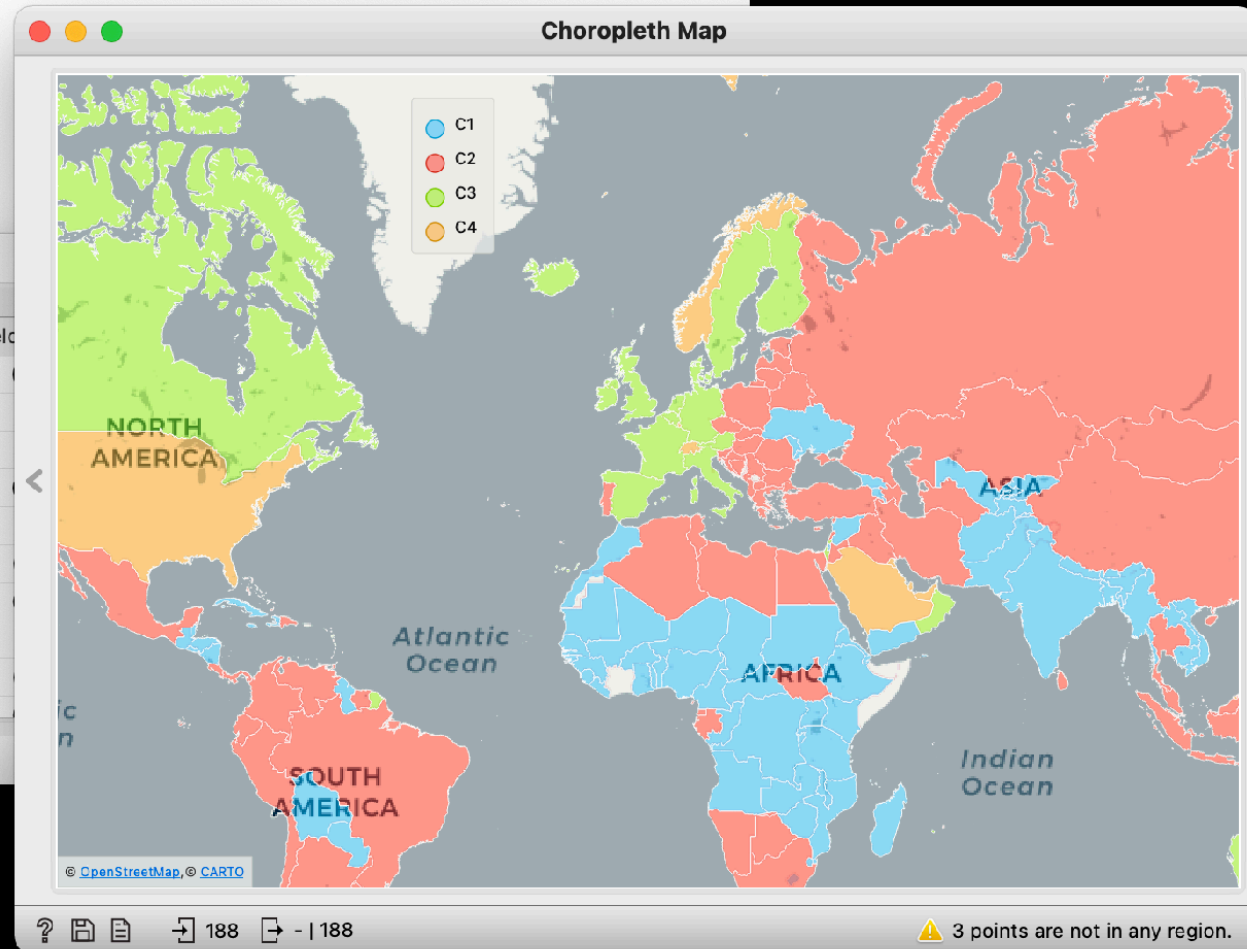 Choropleth Map
C1
C2
C3
C4
NORTH
AMERICA
ASIA
Atlantic
Ocean
AFRICA
Indian
Ocean
SOUTH
AMERICA
© OpenStreetMap,© CARTO
? 188 - | 188
3 points are not in any region.